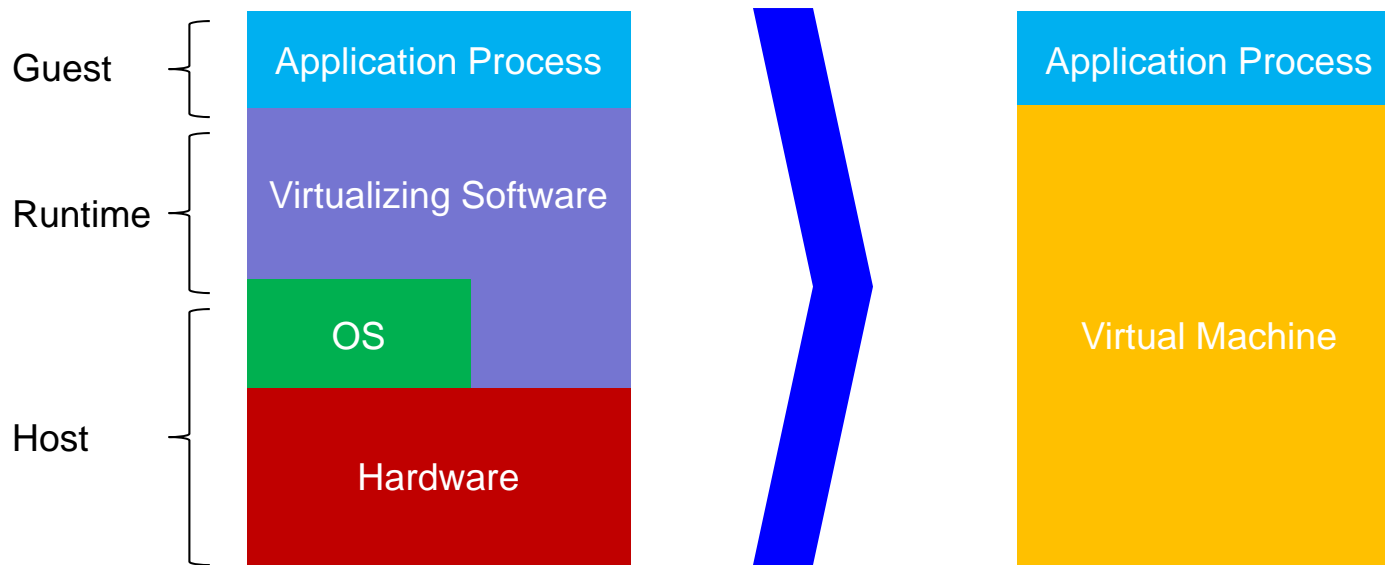 Guest
Application Process
Application Process
Runtime
Virtualizing Software
OS
Virtual Machine
Host
Hardware